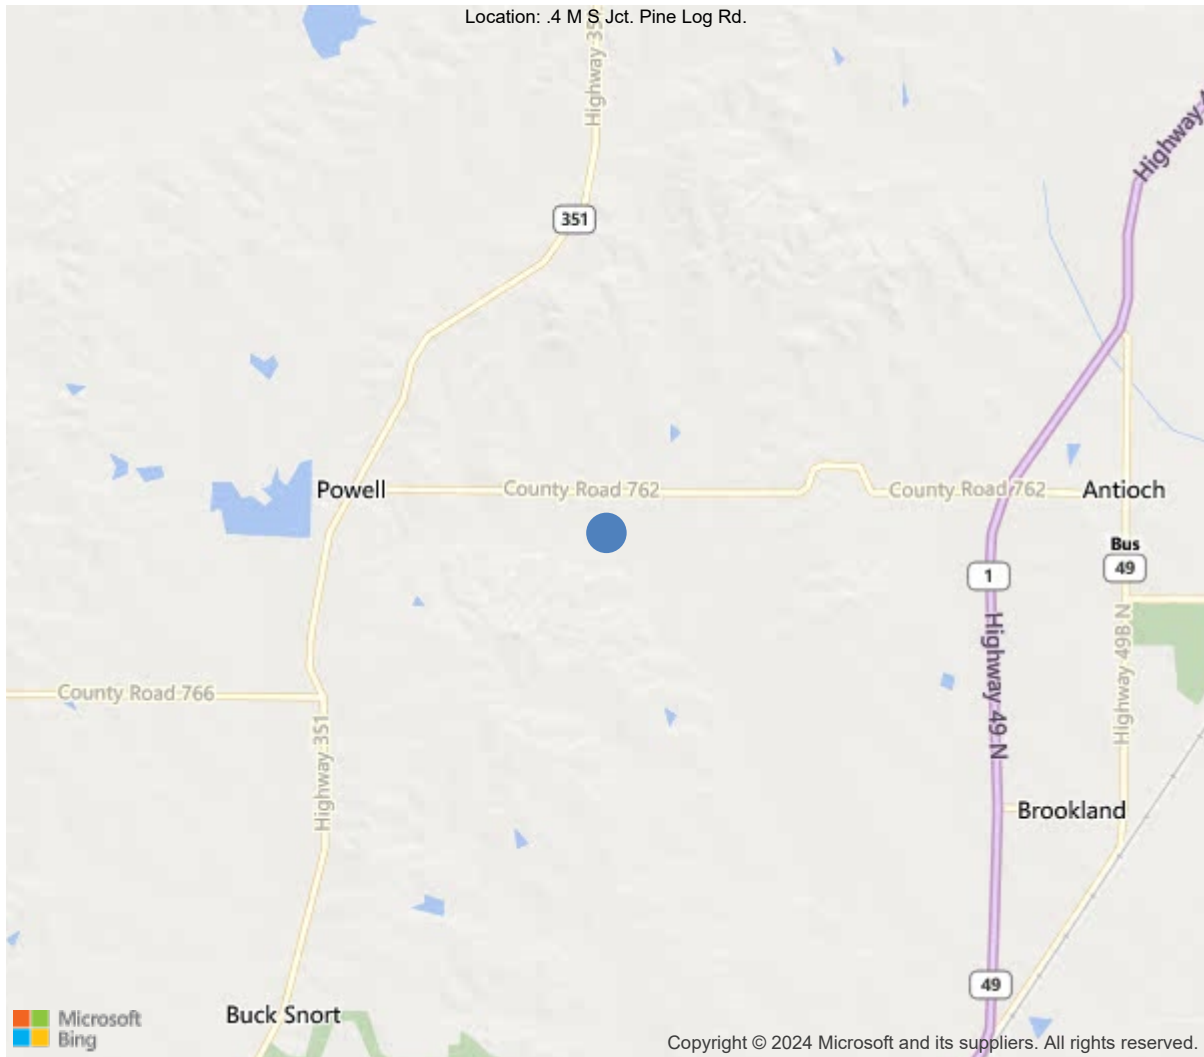 Location: .4 M S Jct. Pine Log Rd.
Highway 35
Highway
351
Powell
County Road 762
County Road 762
Antioch
Bus
49
1
Highway 49 N
Highway 49B N
County Road 766
Highway 351
Brookland
49
Buck Snort
Microsoft
Bing
Copyright © 2024 Microsoft and its suppliers. All rights reserved.